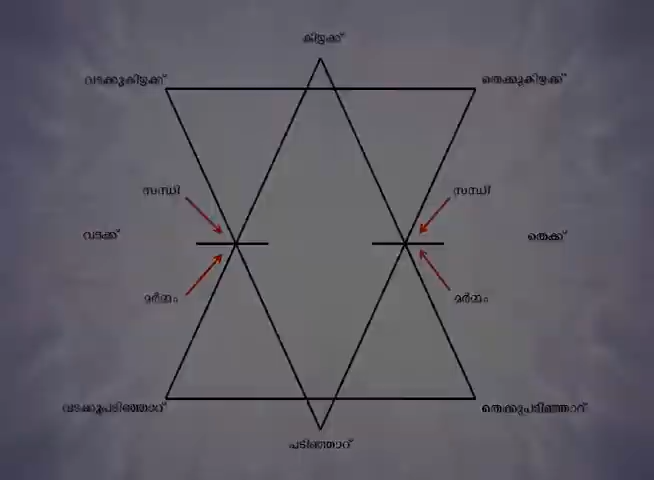 കിഴക്ക്
വടക്കുകിഴക്ക്
തെക്കുകിഴക്ക്
സന്ധി
സന്ധി
വടക്ക്
തെക്ക്
മർമ്മം
മർമ്മം
വടക്കുപടിഞ്ഞാറ്
തെക്കുപടിഞ്ഞാറ്
പടിഞ്ഞാറ്